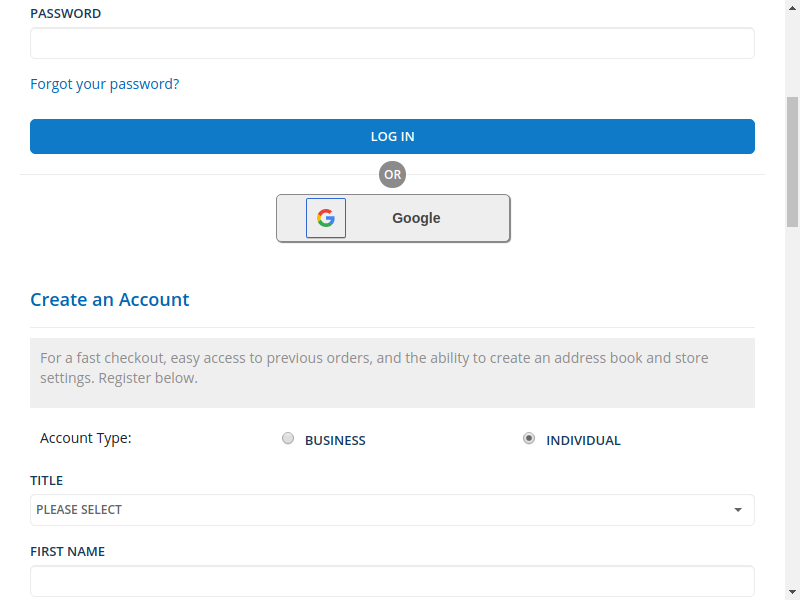 PASSWORD
Forgot your password?
LOG IN
OR
Google
Create an Account
For a fast checkout, easy access to previous orders, and the ability to create an address book and store
settings. Register below.
Account Type:
BUSINESS
INDIVIDUAL
TITLE
PLEASE SELECT
FIRST NAME